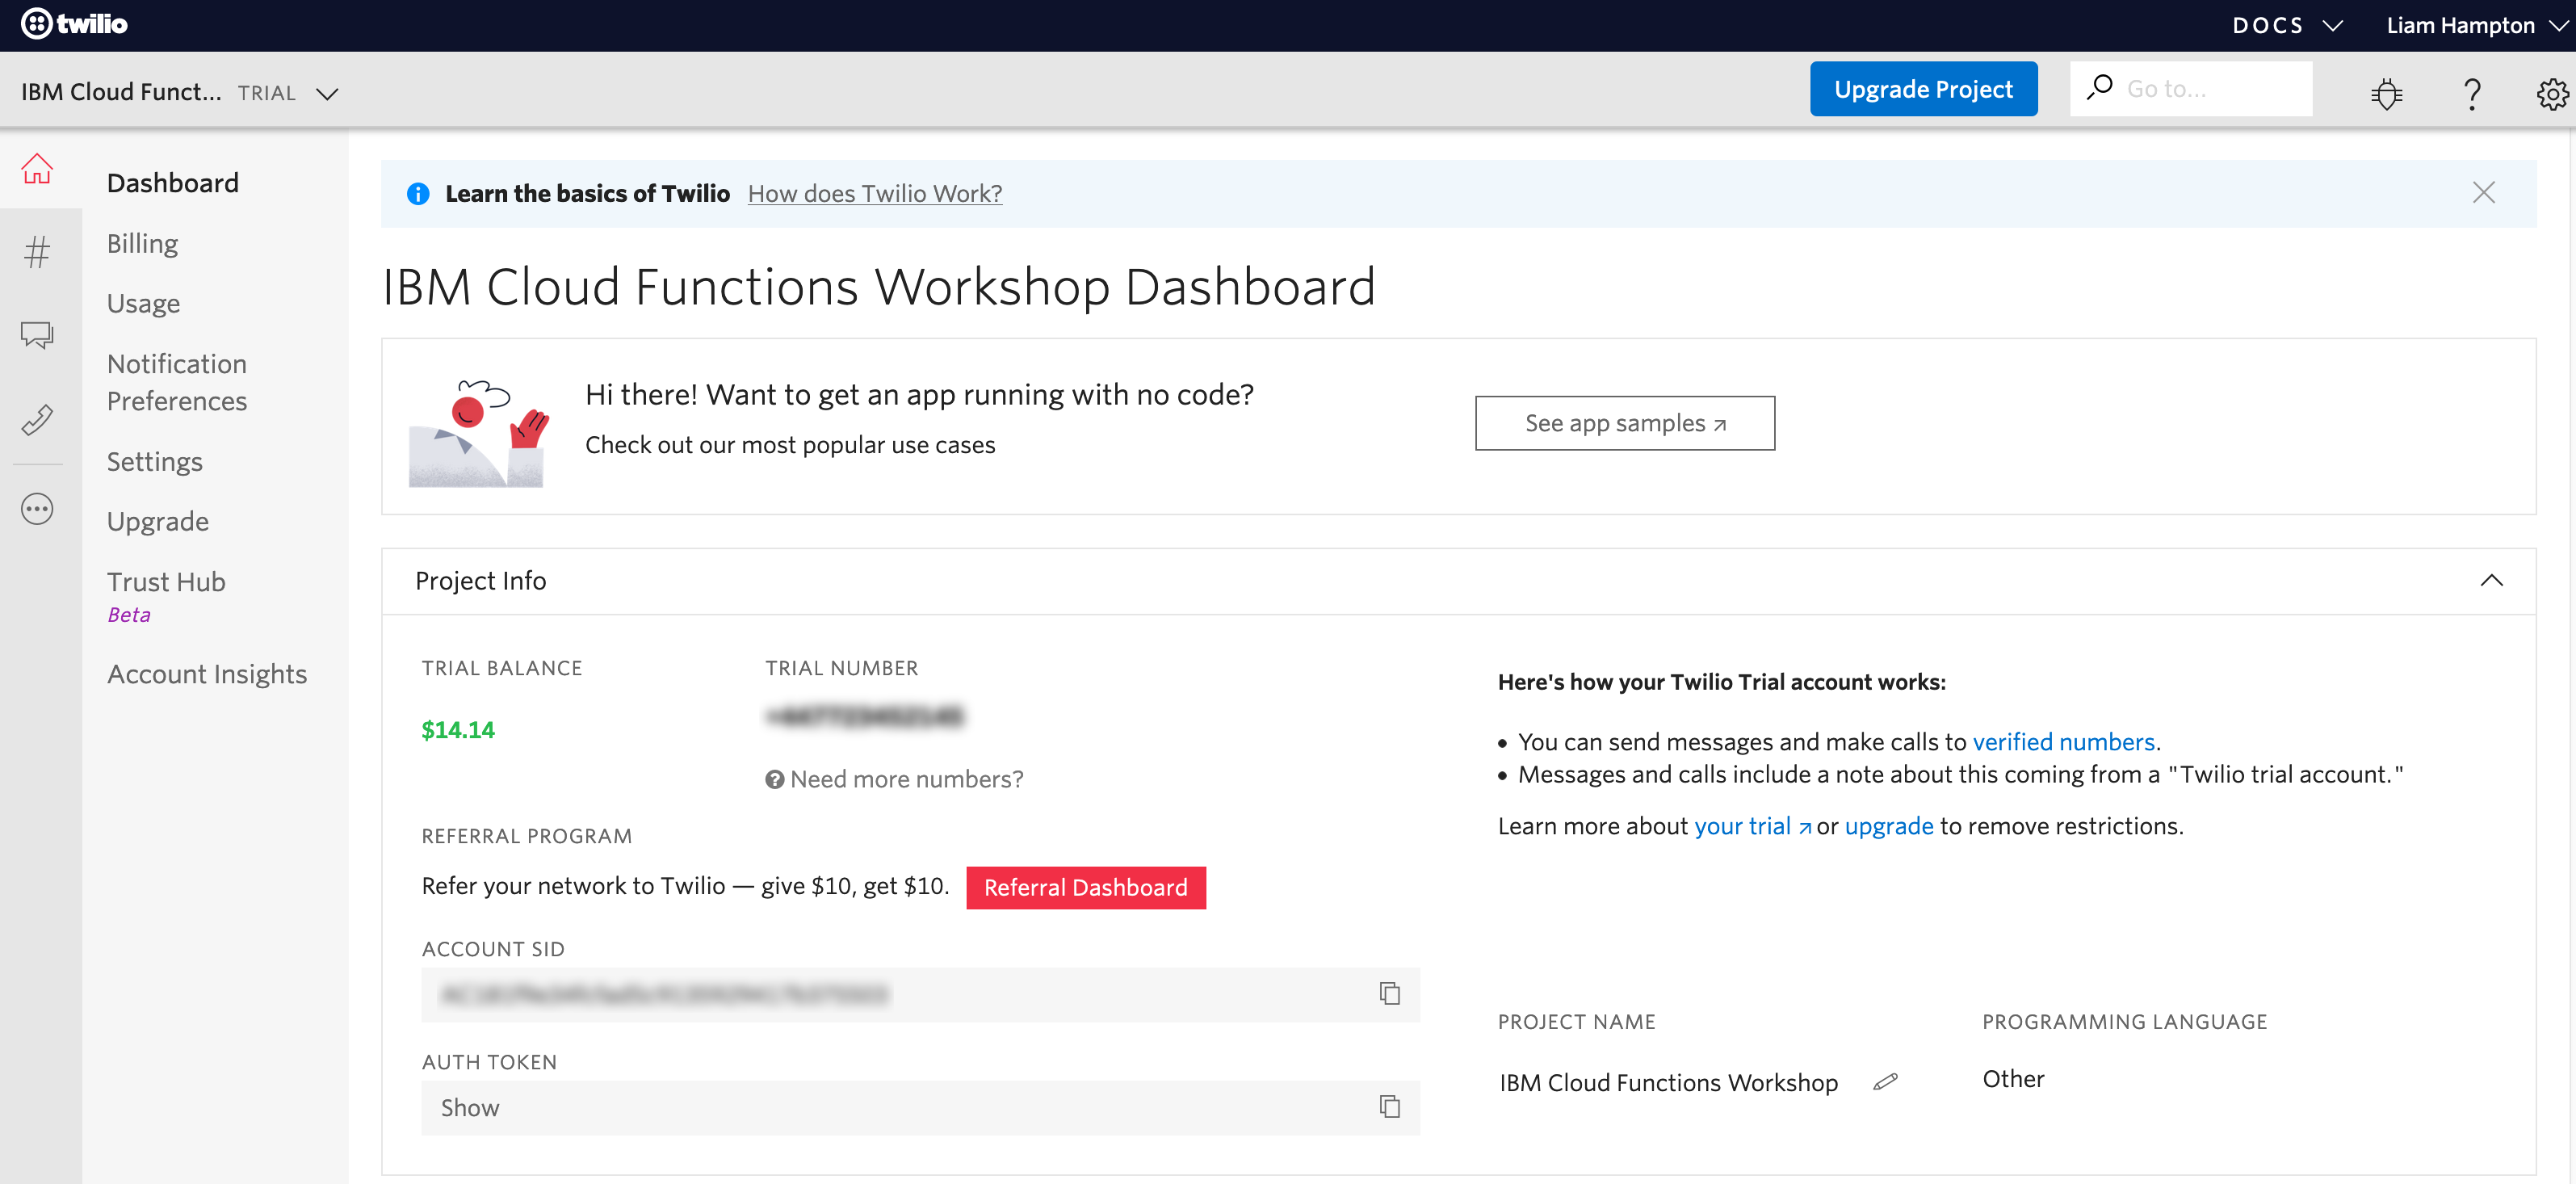 twilio
DOCS
Liam Hampton
IBM Cloud Funct... TRIAL
Upgrade Project
Go to...
?
Dashboard
Billing
Usage
Notification
Preferences
Settings
Upgrade
Trust Hub
Beta
Account Insights
Learn the basics of Twilio How does Twilio Work?
IBM Cloud Functions Workshop Dashboard
Hi there! Want to get an app running with no code?
Check out our most popular use cases
See app samples
Project Info
TRIAL BALANCE
$14.14
TRIAL NUMBER
Need more numbers?
REFERRAL PROGRAM
Refer your network to Twilio — give $10, get $10. Referral Dashboard
ACCOUNT SID
AUTH TOKEN
Show
Here's how your Twilio Trial account works:
• You can send messages and make calls to verified numbers.
• Messages and calls include a note about this coming from a "Twilio trial account."
Learn more about your trial or upgrade to remove restrictions.
PROJECT NAME
IBM Cloud Functions Workshop
PROGRAMMING LANGUAGE
Other